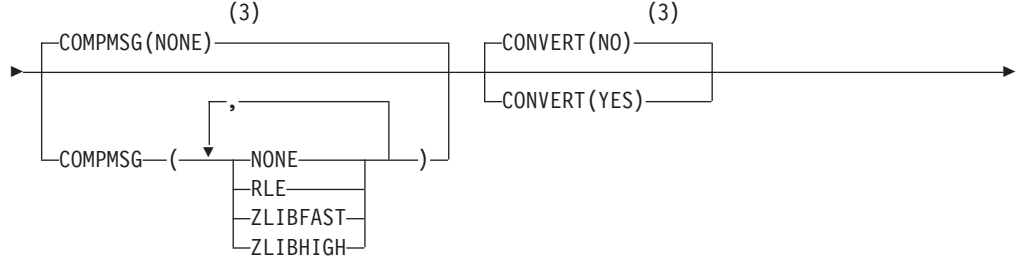 (3) (3)
COMPMSG(NONE) CONVERT(NO)
CONVERT(YES)
,
COMPMSG ( NONE )
RLE
ZLIBFAST
ZLIBHIGH